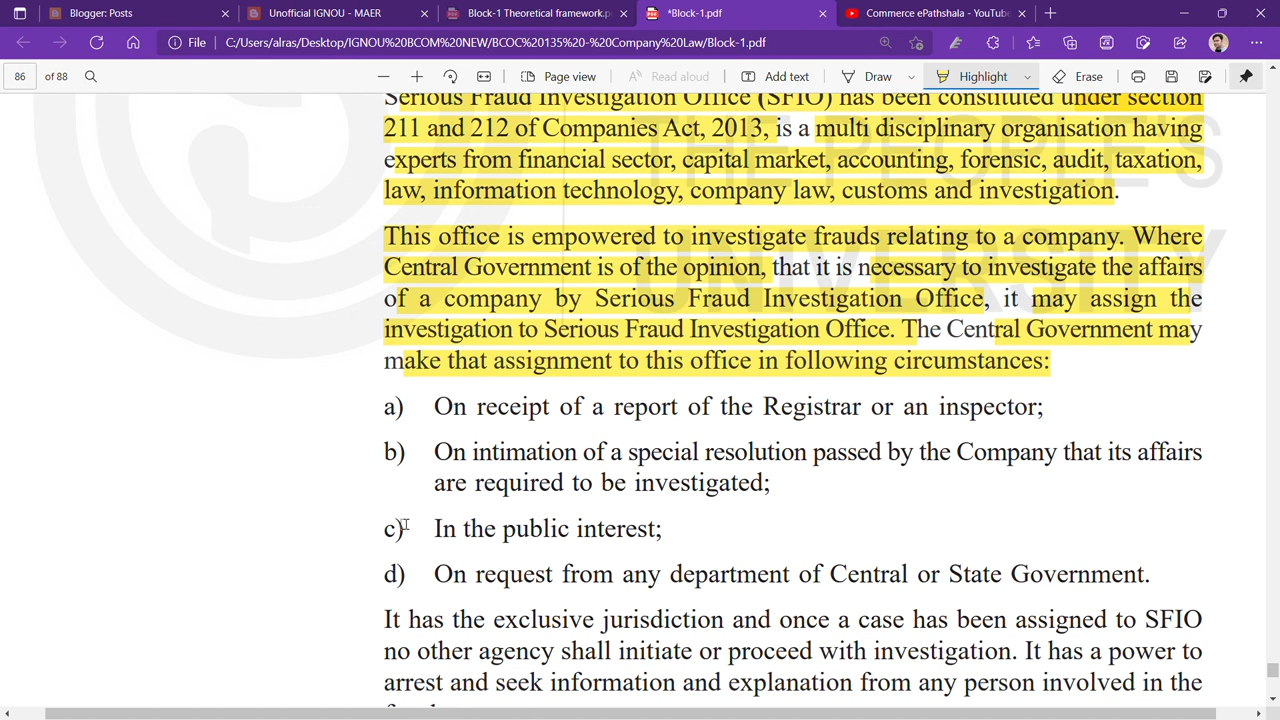 Blogger: Posts
Unofficial IGNOU - MAER
Block-1 Theoretical framework.p
*Block-1.pdf
Commerce ePathshala - YouTub
File
C:/Users/alras/Desktop/IGNOU%20BCOM%20NEW/BCOC%20135%20-%20Company%20Law/Block-1.pdf
86 of 88
Page view
Read aloud
Add text
Draw
Highlight
Erase
Serious Fraud Investigation Office (SFIO) has been constituted under section
211 and 212 of Companies Act, 2013, is a multi disciplinary organisation having
experts from financial sector, capital market, accounting, forensic, audit, taxation,
law, information technology, company law, customs and investigation.
THE PEOPLE'S
UNIVERSITY
This office is empowered to investigate frauds relating to a company. Where
Central Government is of the opinion, that it is necessary to investigate the affairs
of a company by Serious Fraud Investigation Office, it may assign the
investigation to Serious Fraud Investigation Office. The Central Government may
make that assignment to this office in following circumstances:
a) On receipt of a report of the Registrar or an inspector;
b) On intimation of a special resolution passed by the Company that its affairs
are required to be investigated;
c) In the public interest;
d) On request from any department of Central or State Government.
It has the exclusive jurisdiction and once a case has been assigned to SFIO
no other agency shall initiate or proceed with investigation. It has a power to
arrest and seek information and explanation from any person involved in the